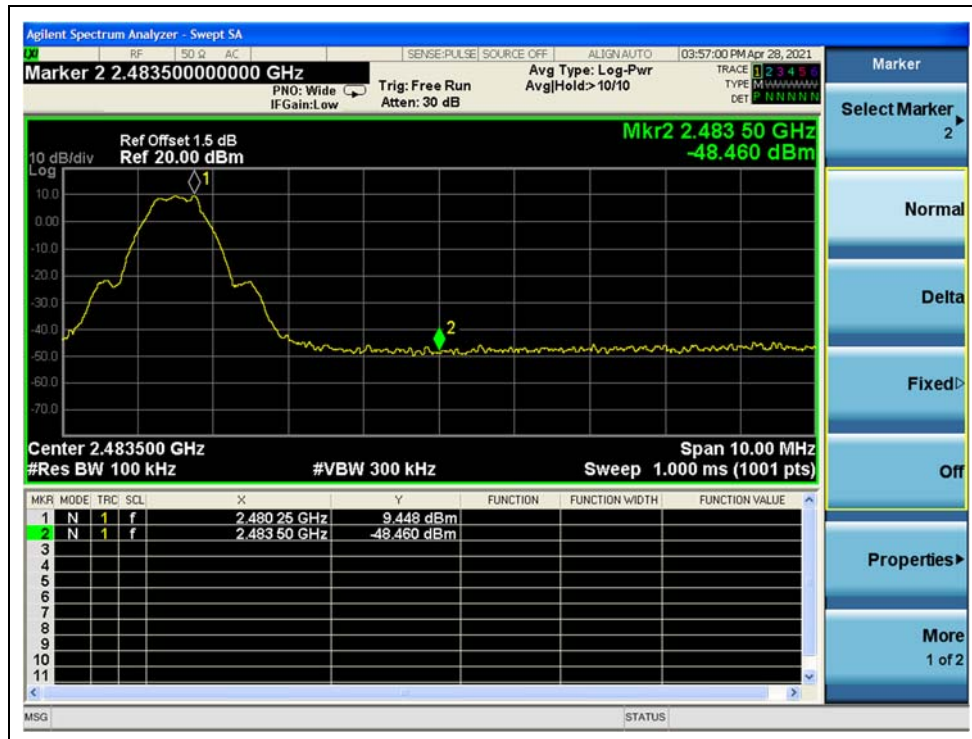 Agilent Spectrum Analyzer - Swept SA
LXI RF 50 Ω AC SENSE:PULSE SOURCE OFF ALIGN AUTO 03:57:00 PM Apr 28, 2021
Marker 2 2.483500000000 GHz
PNO: Wide
IFGain:Low
Trig: Free Run
Atten: 30 dB
Avg Type: Log-Pwr
Avg|Hold:>10/10
TRACE 1 2 3 4 5 6
TYPE M WWWWW
DET P N N N N N
Mkr2 2.483 50 GHz
-48.460 dBm
Ref Offset 1.5 dB
10 dB/div Ref 20.00 dBm
Log
10.0
0.00
-10.0
-20.0
-30.0
-40.0
-50.0
-60.0
-70.0
1
2
Center 2.483500 GHz Span 10.00 MHz
#Res BW 100 kHz #VBW 300 kHz Sweep 1.000 ms (1001 pts)
MKR MODE TRC SCL X Y FUNCTION FUNCTION WIDTH FUNCTION VALUE
1 N 1 f 2.480 25 GHz 9.448 dBm
2 N 1 f 2.483 50 GHz -48.460 dBm
3
4
5
6
7
8
9
10
11
MSG STATUS
Marker
Select Marker
2
Normal
Delta
Fixed
Off
Properties
More
1 of 2